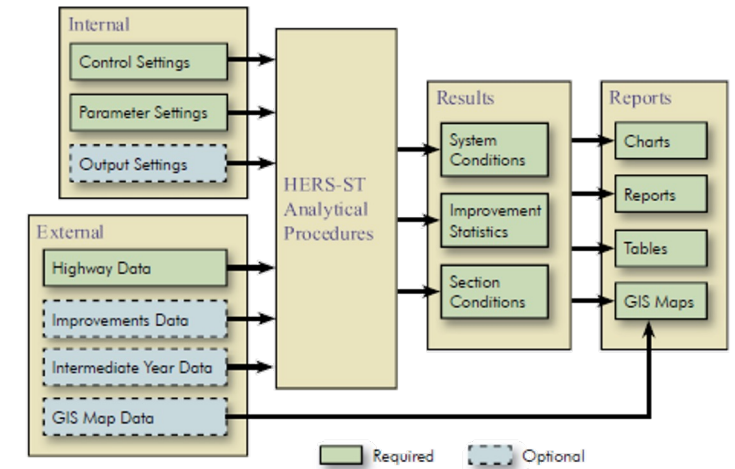 Internal
Control Settings
Parameter Settings
Output Settings
External
Highway Data
Improvements Data
Intermediate Year Data
GIS Map Data
HERS-ST
Analytical
Procedures
Results
System
Conditions
Improvement
Statistics
Section
Conditions
Reports
Charts
Reports
Tables
GIS Maps
Required
Optional